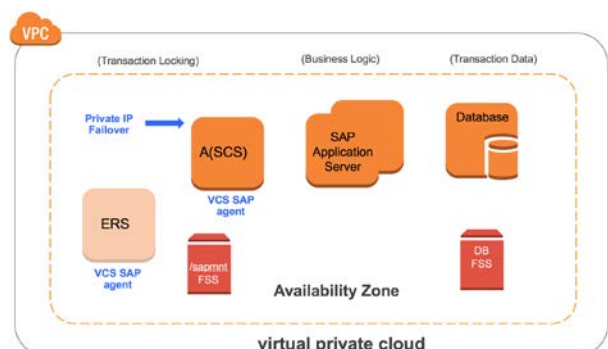 VPC
(Transaction Locking)
(Business Logic)
(Transaction Data)
Private IP
Failover
A(SCS)
SAP
Application
Server
Database
VCS SAP
agent
ERS
VCS SAP
agent
/sapmnt
FSS
DB
FSS
Availability Zone
virtual private cloud